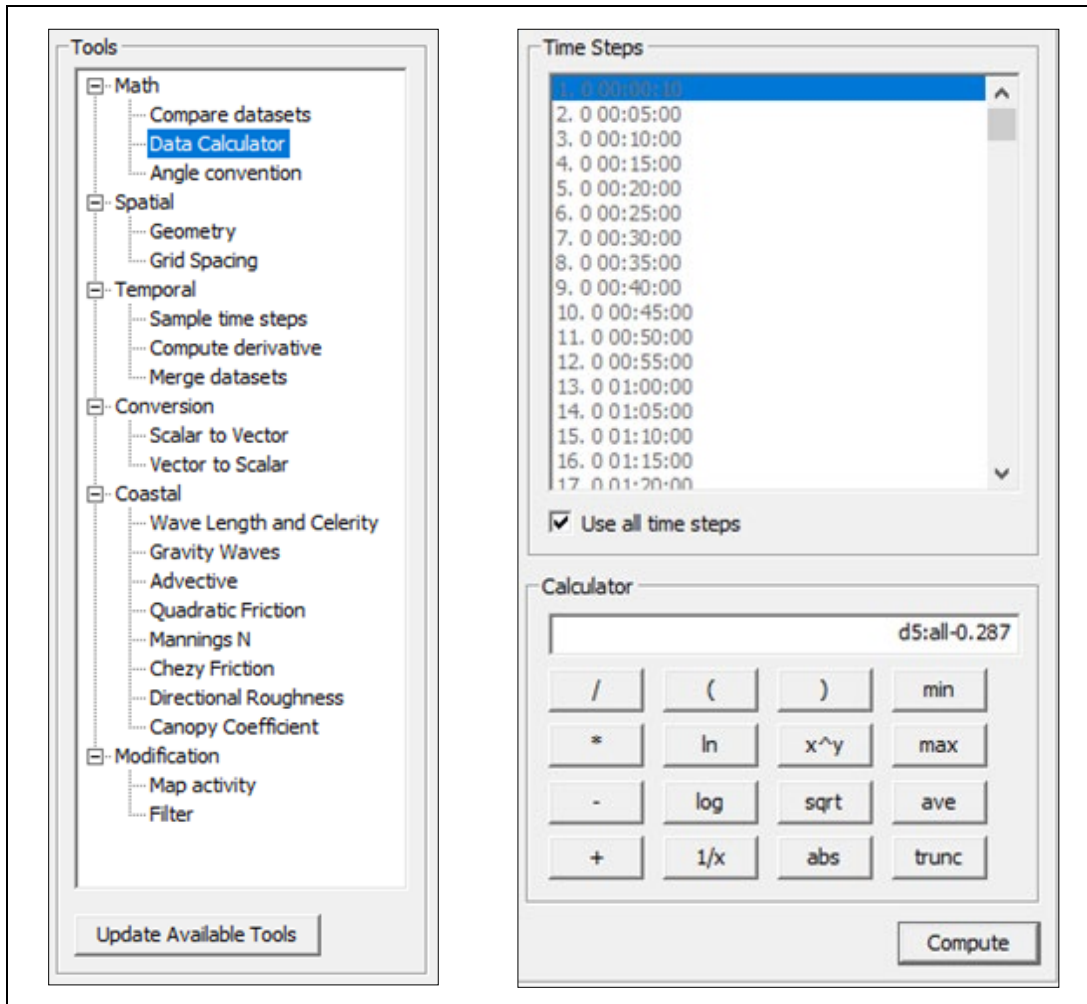 Tools
Math
Compare datasets
Data Calculator
Angle convention
Spatial
Geometry
Grid Spacing
Temporal
Sample time steps
Compute derivative
Merge datasets
Conversion
Scalar to Vector
Vector to Scalar
Coastal
Wave Length and Celerity
Gravity Waves
Advective
Quadratic Friction
Mannings N
Chezy Friction
Directional Roughness
Canopy Coefficient
Modification
Map activity
Filter
Update Available Tools
Time Steps
1. 0 00:00:10
2. 0 00:05:00
3. 0 00:10:00
4. 0 00:15:00
5. 0 00:20:00
6. 0 00:25:00
7. 0 00:30:00
8. 0 00:35:00
9. 0 00:40:00
10. 0 00:45:00
11. 0 00:50:00
12. 0 00:55:00
13. 0 01:00:00
14. 0 01:05:00
15. 0 01:10:00
16. 0 01:15:00
17. 0 01:20:00
Use all time steps
Calculator
d5:all-0.287
/ ( ) min
* ln x^y max
- log sqrt ave
+ 1/x abs trunc
Compute